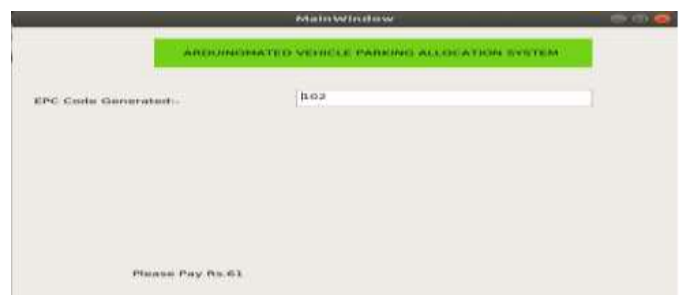 MainWindow
ARDUINOMATED VEHICLE PARKING ALLOCATION SYSTEM
EPC Code Generated:-
102
Please Pay Rs.61